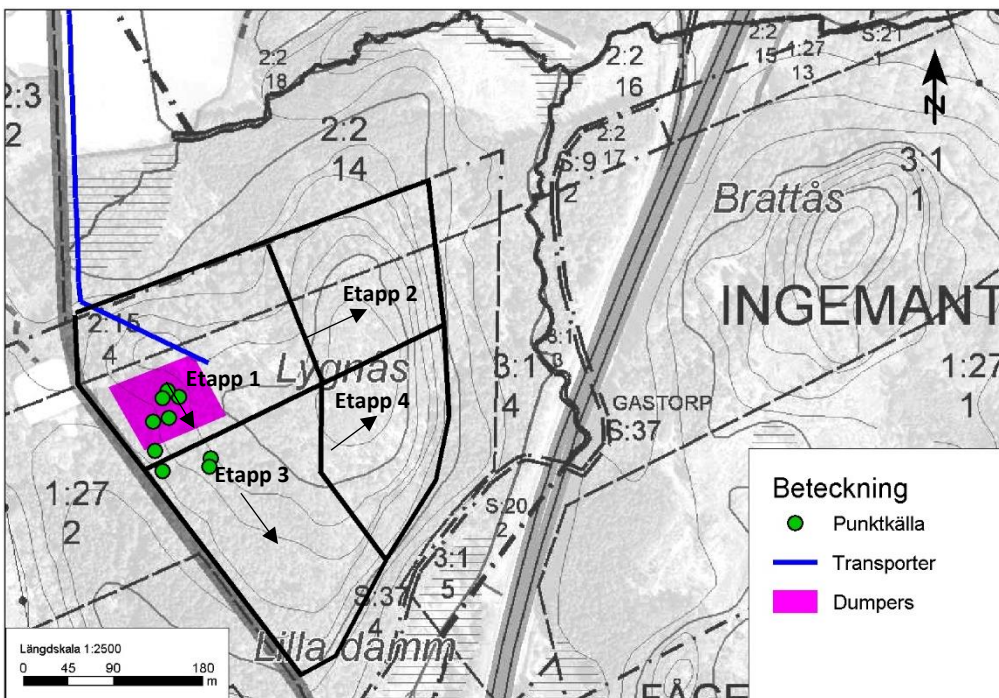 2:2
18
2:2
16
2:2
15
1:27
13
S:21
1
2:3
2
2:2
14
2:2
17
S:9
2
3:1
1
N
Brattås
INGEMANT
2:15
4
Etapp 2
Etapp 1
Lygnås
Etapp 4
3:1
4
1:27
1
GASTORP
S:37
Etapp 3
1:27
2
S:20
2
3:1
5
S:37
4
Lilla damm
Beteckning
Punktkälla
Transporter
Dumpers
Längdskala 1:2500
0 45 90 180
m